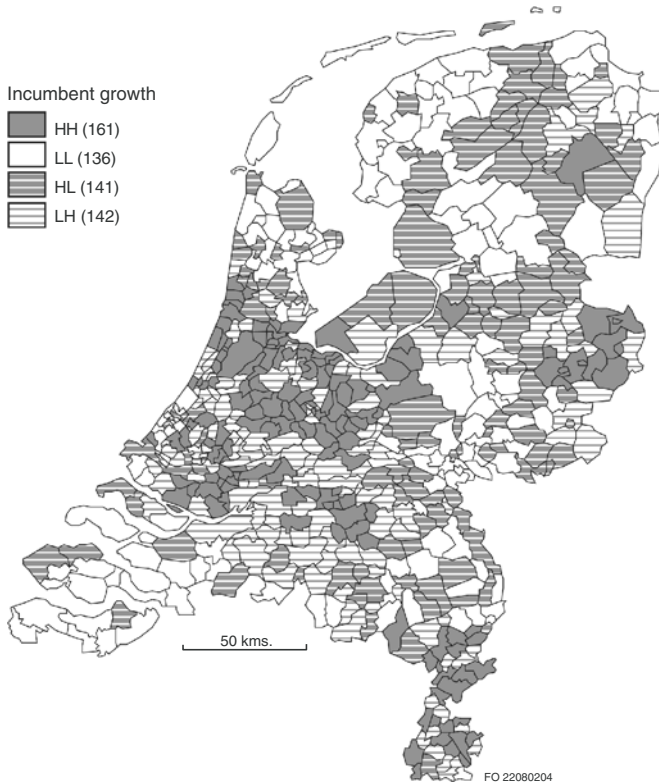 Incumbent growth
HH (161)
LL (136)
HL (141)
LH (142)
50 kms.
FO 22080204